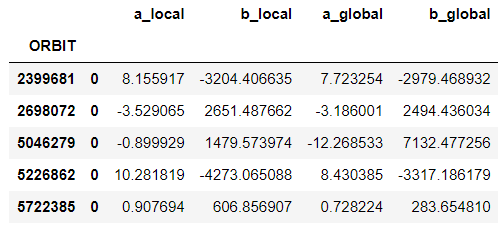 a_local b_local a_global b_global
ORBIT
2399681 0 8.155917 -3204.406635 7.723254 -2979.468932
2698072 0 -3.529065 2651.487662 -3.186001 2494.436034
5046279 0 -0.899929 1479.573974 -12.268533 7132.477256
5226862 0 10.281819 -4273.065088 8.430385 -3317.186179
5722385 0 0.907694 606.856907 0.728224 283.654810